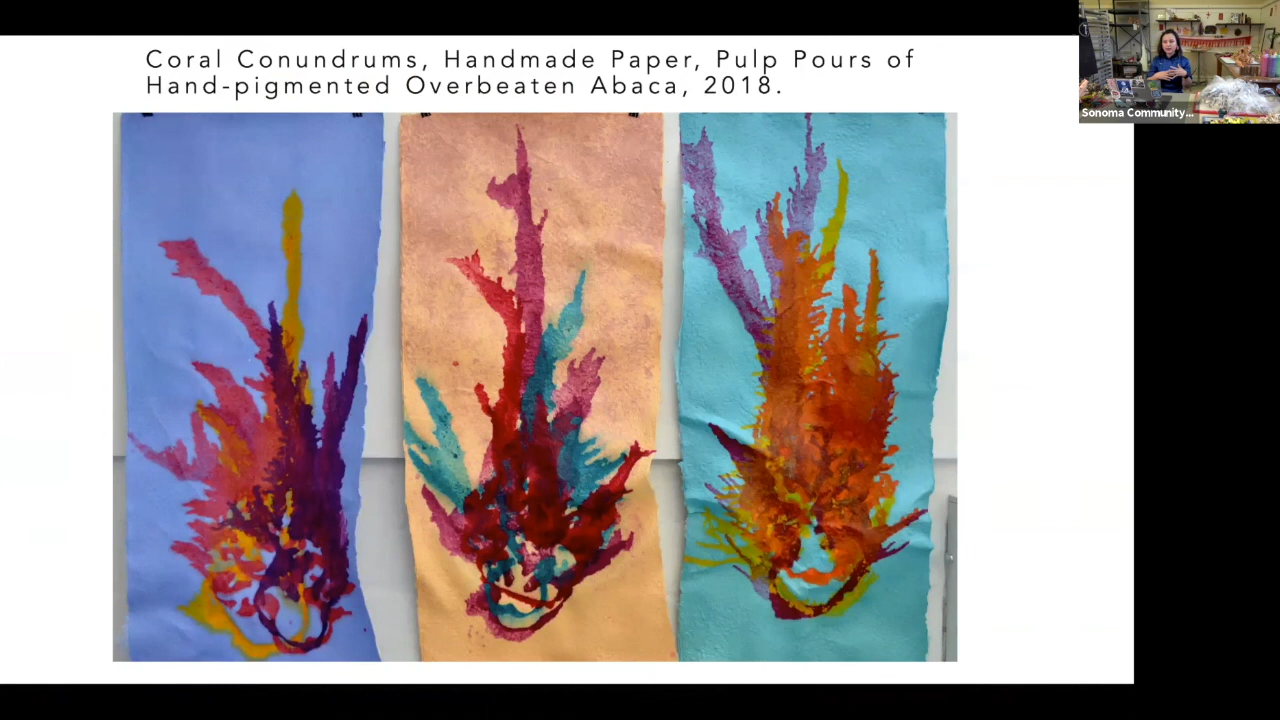 Coral Conundrums, Handmade Paper, Pulp Pours of
Hand-pigmented Overbeaten Abaca, 2018.
Sonoma Community...